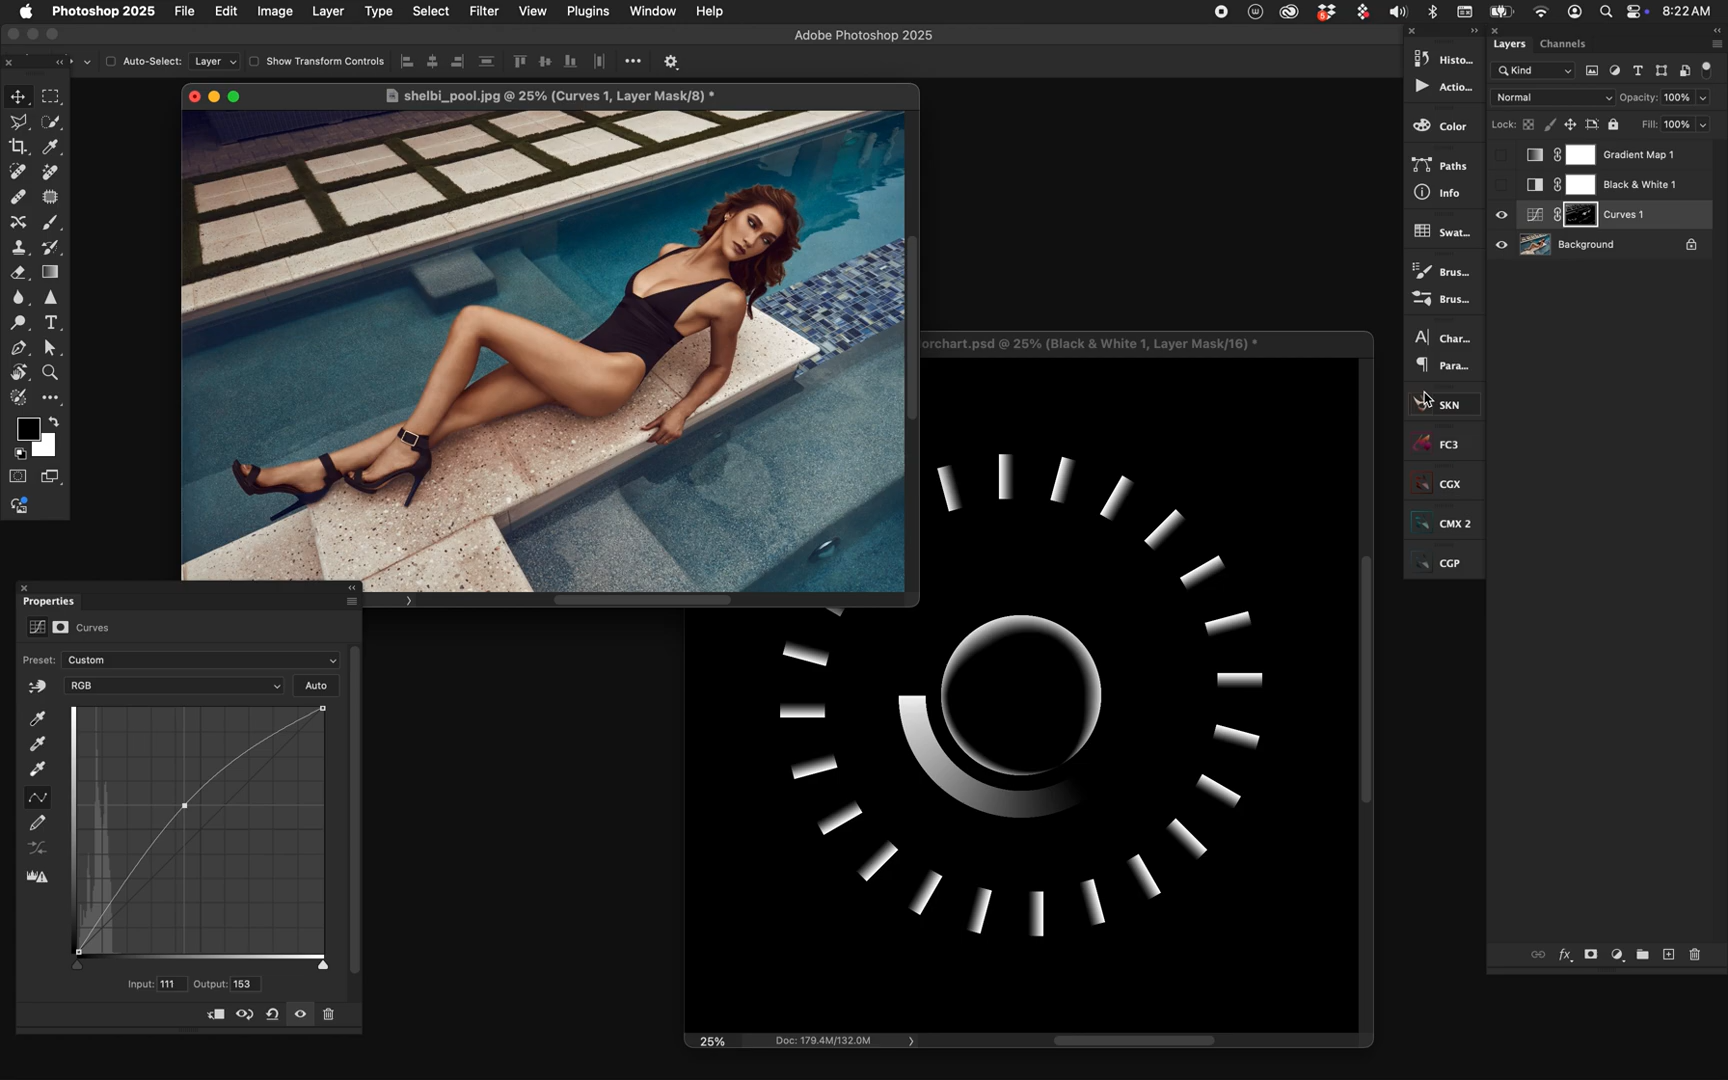 Photoshop 2025 File Edit Image Layer Type Select Filter View Plugins Window Help 8:22 AM
Adobe Photoshop 2025
Auto-Select: Layer Show Transform Controls
shelbi_pool.jpg @ 25% (Curves 1, Layer Mask/8) *
orchart.psd @ 25% (Black & White 1, Layer Mask/16) *
25% Doc: 179.4M/132.0M
Properties
Curves
Preset: Custom
RGB Auto
Input: 111 Output: 153
Histo...
Actio...
Color
Paths
Info
Swat...
Brus...
Brus...
Char...
Para...
SKN
FC3
CGX
CMX 2
CGP
Layers Channels
Kind
Normal Opacity: 100%
Lock: Fill: 100%
Gradient Map 1
Black & White 1
Curves 1
Background
fx